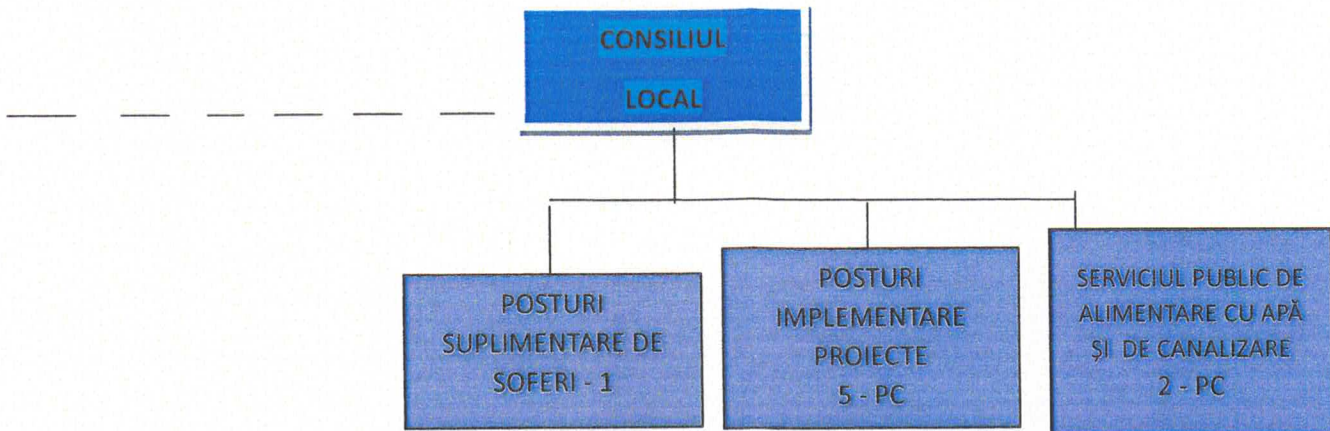 CONSILIUL
LOCAL
POSTURI
SUPLIMENTARE DE
SOFERI - 1
POSTURI
IMPLEMENTARE
PROIECTE
5 - PC
SERVICIUL PUBLIC DE
ALIMENTARE CU APĂ
ȘI DE CANALIZARE
2 - PC